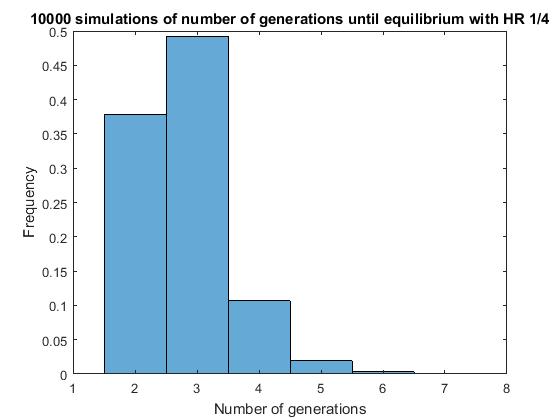 10000 simulations of number of generations until equilibrium with HR 1/4
0.5
0.45
0.4
0.35
0.3
0.25
0.2
0.15
0.1
0.05
0
Frequency
1 2 3 4 5 6 7 8
Number of generations